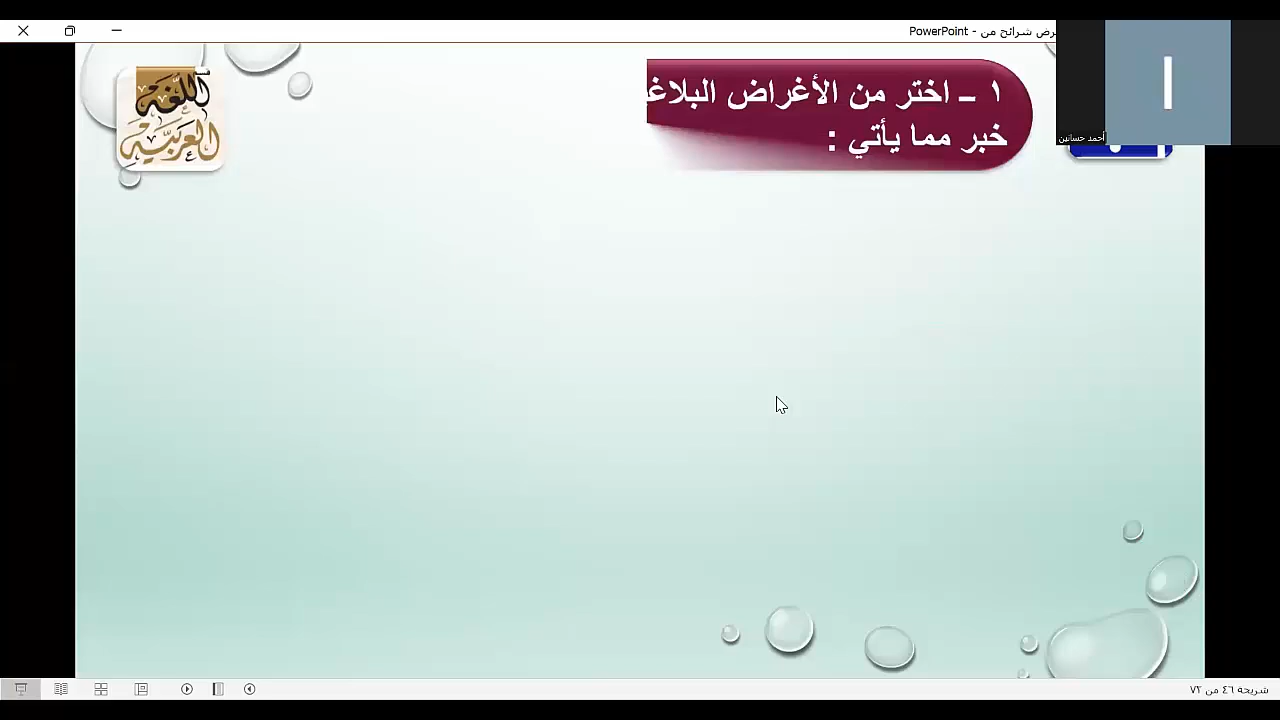 عرض شرائح من - PowerPoint
أحمد حسانين
١ ــ اختر من الأغراض البلاغ
خبر مما يأتي :
اللغة
العربية
شريحة ٤٦ من ٧٢